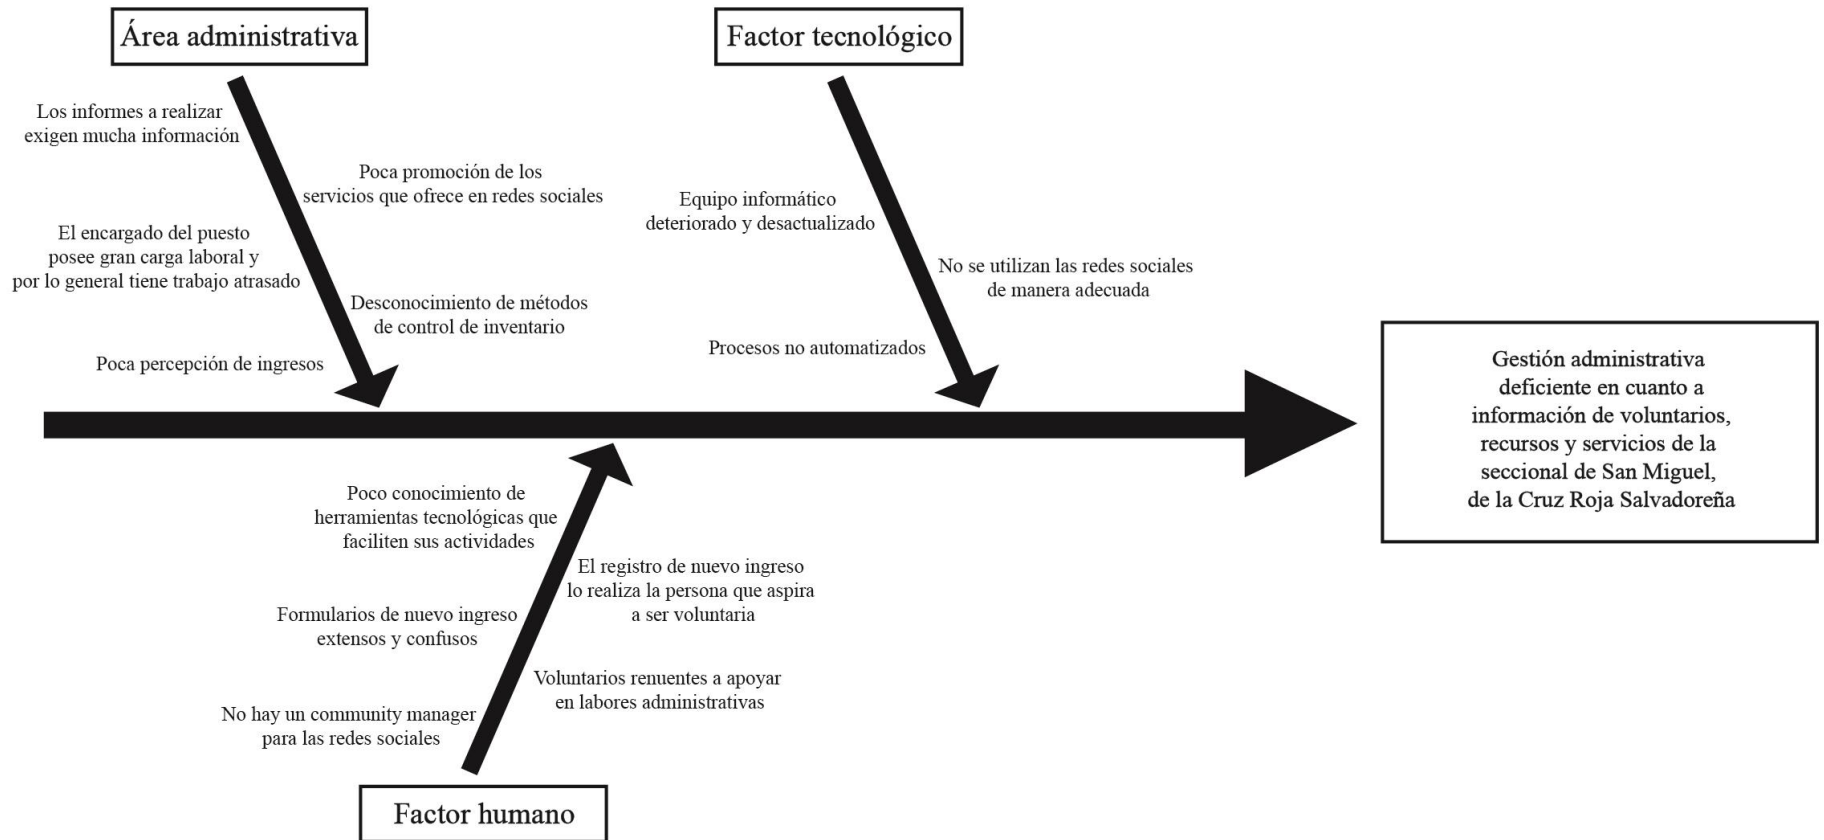 Área administrativa
Los informes a realizar
exigen mucha información
Poca promoción de los
servicios que ofrece en redes sociales
El encargado del puesto
posee gran carga laboral y
por lo general tiene trabajo atrasado
Desconocimiento de métodos
de control de inventario
Poca percepción de ingresos
Factor tecnológico
Equipo informático
deteriorado y desactualizado
No se utilizan las redes sociales
de manera adecuada
Procesos no automatizados
Gestión administrativa
deficiente en cuanto a
información de voluntarios,
recursos y servicios de la
seccional de San Miguel,
de la Cruz Roja Salvadoreña
Poco conocimiento de
herramientas tecnológicas que
faciliten sus actividades
El registro de nuevo ingreso
lo realiza la persona que aspira
a ser voluntaria
Formularios de nuevo ingreso
extensos y confusos
Voluntarios renuentes a apoyar
en labores administrativas
No hay un community manager
para las redes sociales
Factor humano